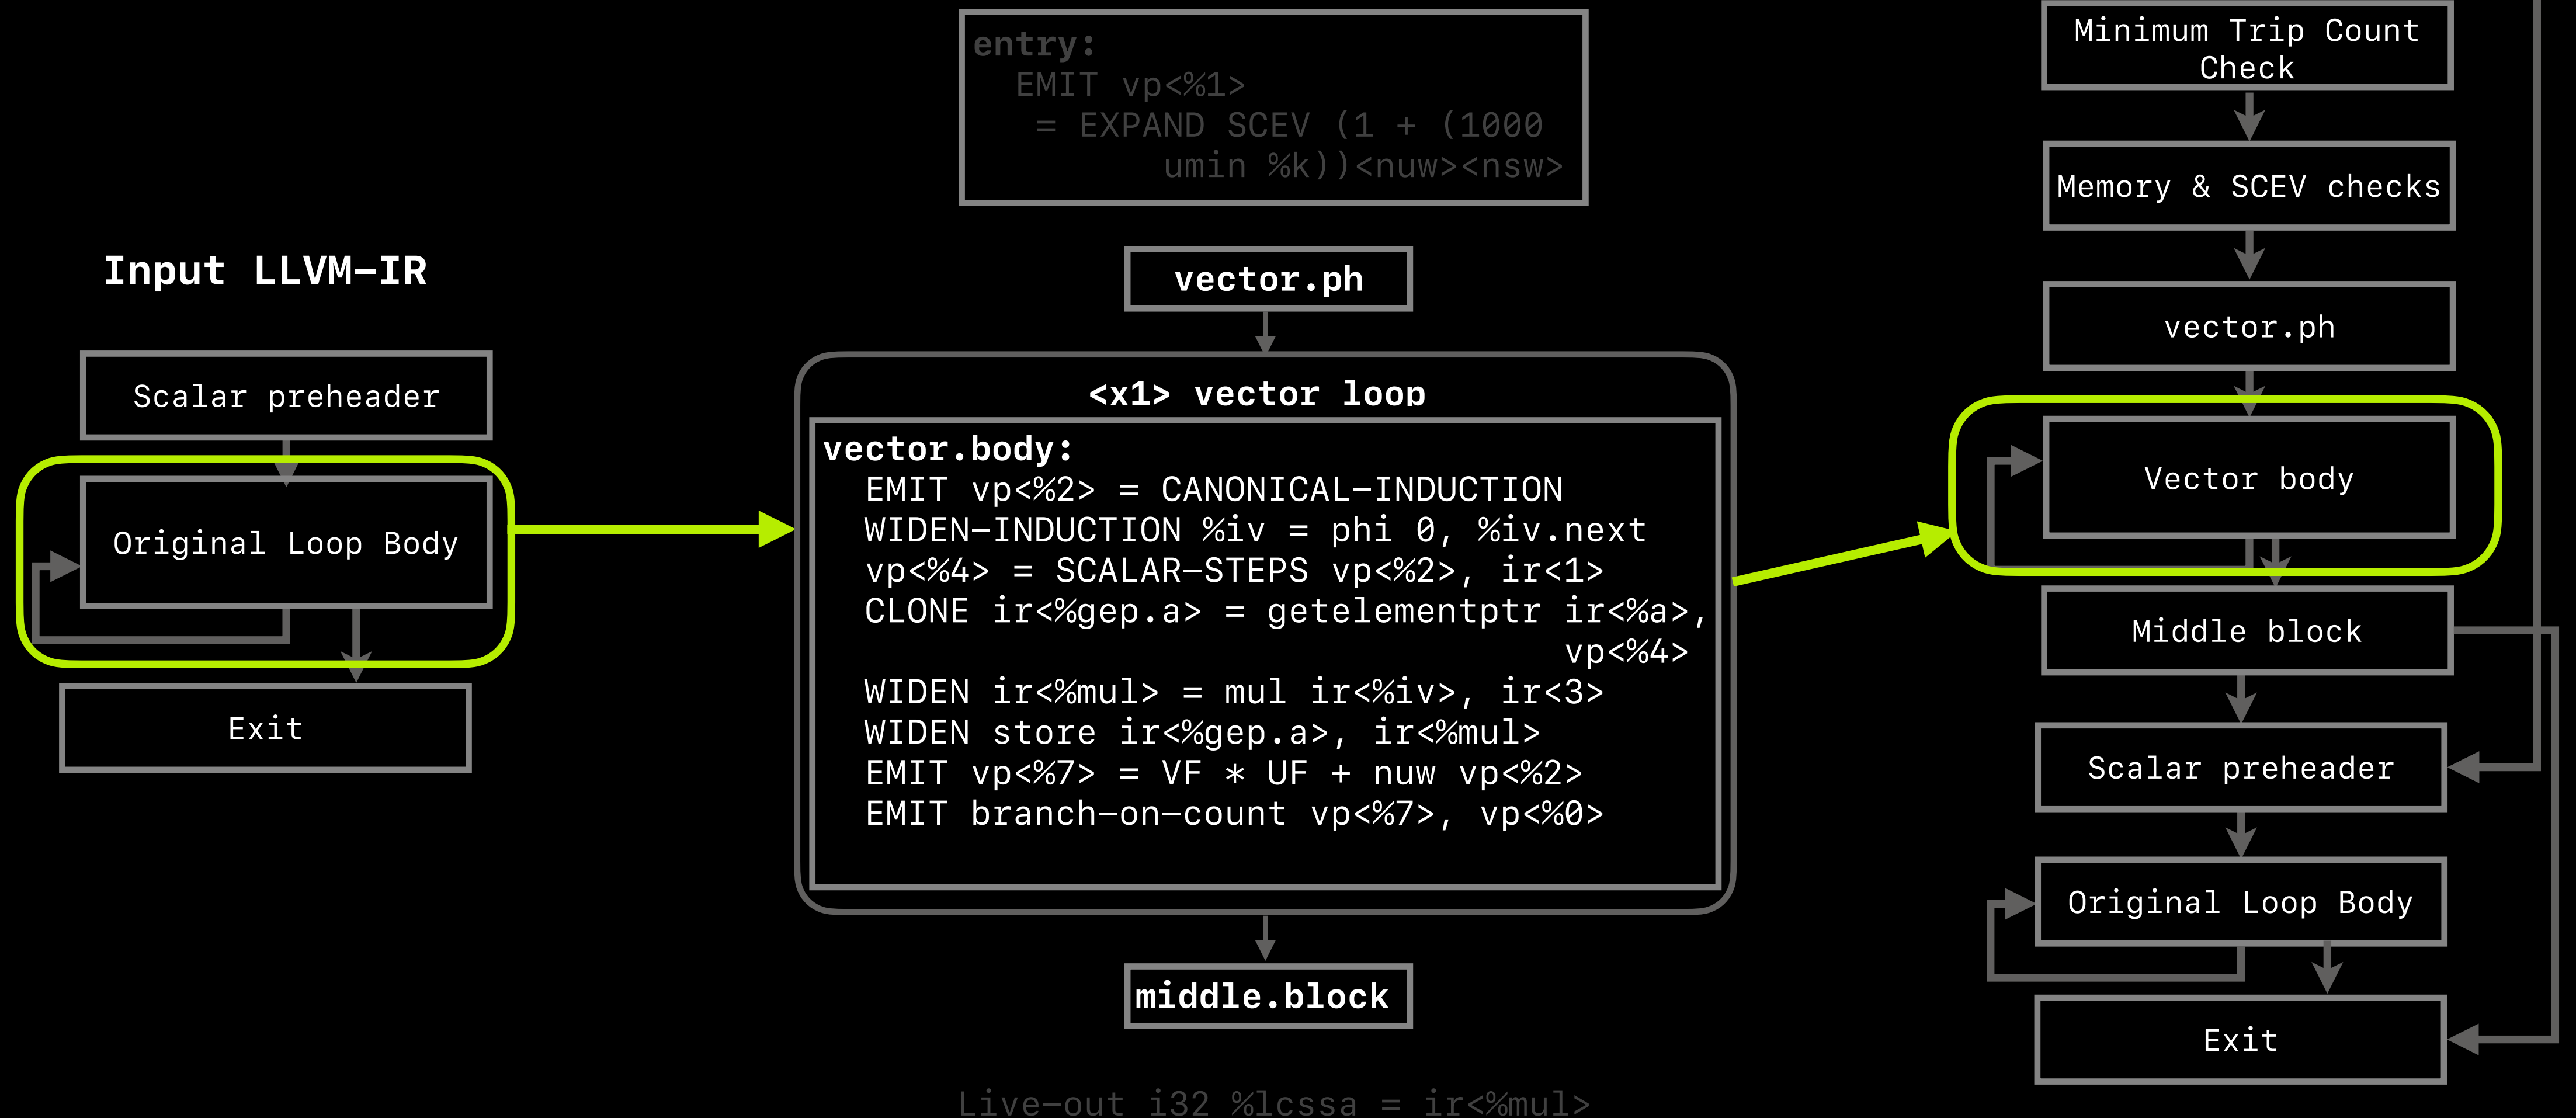 Input LLVM-IR
Scalar preheader
Original Loop Body
Exit
entry:
EMIT vp<%1>
= EXPAND SCEV (1 + (1000
umin %k))<nuw><nsw>
vector.ph
<x1> vector loop
vector.body:
EMIT vp<%2> = CANONICAL-INDUCTION
WIDEN-INDUCTION %iv = phi 0, %iv.next
vp<%4> = SCALAR-STEPS vp<%2>, ir<1>
CLONE ir<%gep.a> = getelementptr ir<%a>,
vp<%4>
WIDEN ir<%mul> = mul ir<%iv>, ir<3>
WIDEN store ir<%gep.a>, ir<%mul>
EMIT vp<%7> = VF * UF + nuw vp<%2>
EMIT branch-on-count vp<%7>, vp<%0>
middle.block
Live-out i32 %lcssa = ir<%mul>
Minimum Trip Count
Check
Memory & SCEV checks
vector.ph
Vector body
Middle block
Scalar preheader
Original Loop Body
Exit